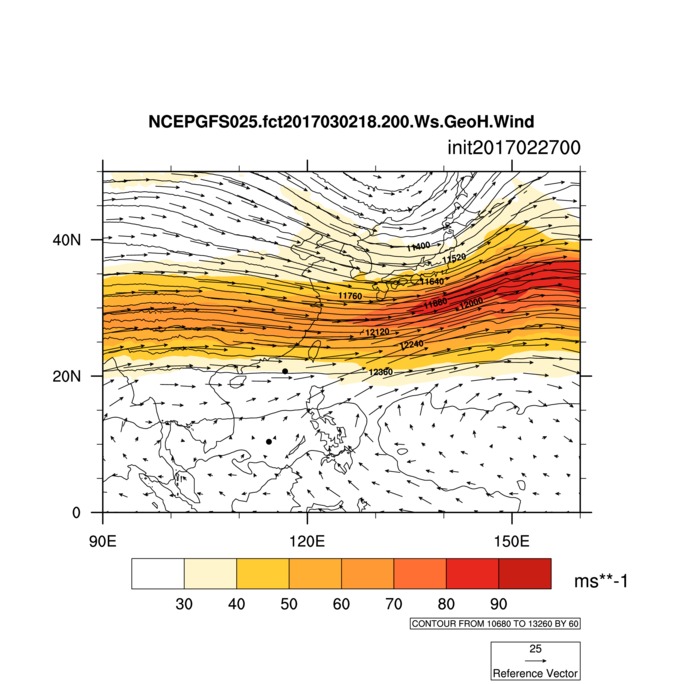 NCEPGFS025.fct2017030218.200.Ws.GeoH.Wind
init2017022700
40N
20N
0
11400
11520
11640
11760
11880
12000
12120
12240
12360
90E
120E
150E
30
40
50
60
70
80
90
ms**-1
CONTOUR FROM 10680 TO 13260 BY 60
25
Reference Vector